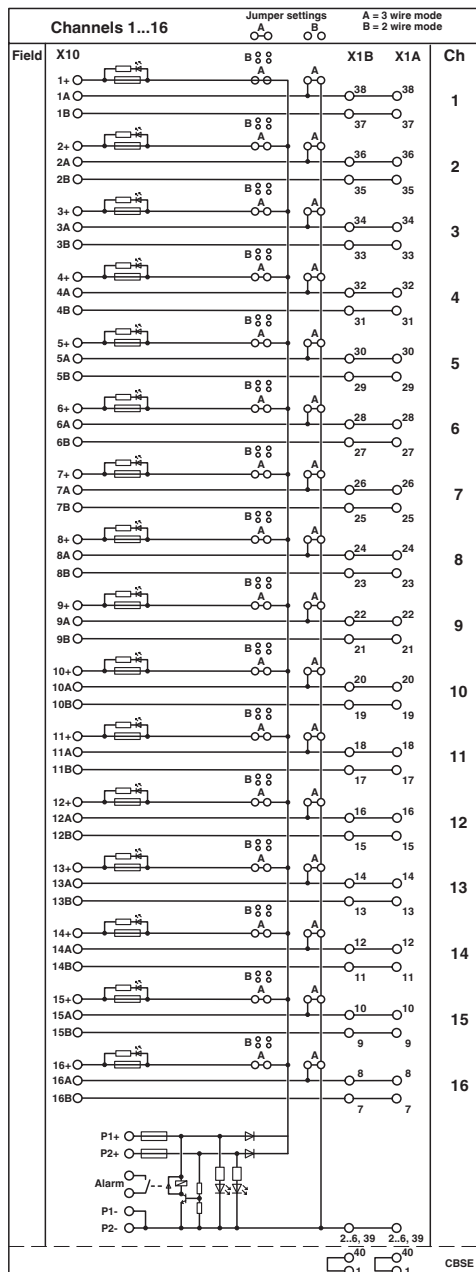 Channels 1...16 Jumper settings A = 3 wire mode
A B B = 2 wire mode
Field X10 B X1B X1A Ch
1+ A A
1A 38 38 1
1B 37 37
B
2+ A A
2A 36 36 2
2B 35 35
B
3+ A A
3A 34 34 3
3B 33 33
B
4+ A A
4A 32 32 4
4B 31 31
B
5+ A A
5A 30 30 5
5B 29 29
B
6+ A A
6A 28 28 6
6B 27 27
B
7+ A A
7A 26 26 7
7B 25 25
B
8+ A A
8A 24 24 8
8B 23 23
B
9+ A A
9A 22 22 9
9B 21 21
B
10+ A A
10A 20 20 10
10B 19 19
B
11+ A A
11A 18 18 11
11B 17 17
B
12+ A A
12A 16 16 12
12B 15 15
B
13+ A A
13A 14 14 13
13B 13 13
B
14+ A A
14A 12 12 14
14B 11 11
B
15+ A A
15A 10 10 15
15B 9 9
B
16+ A A
16A 8 8 16
16B 7 7
P1+
P2+
Alarm
P1-
P2-
2..6, 39 2..6, 39
40 40 CBSE
1 1